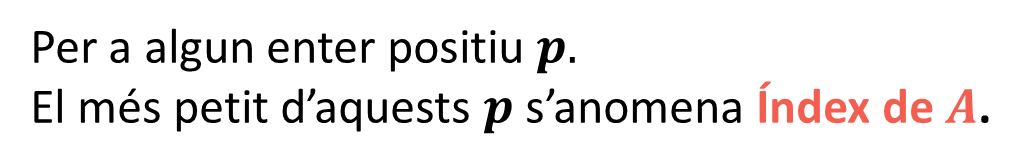 Per a algun enter positiu p.
El més petit d’aquests p s’anomena Índex de A.